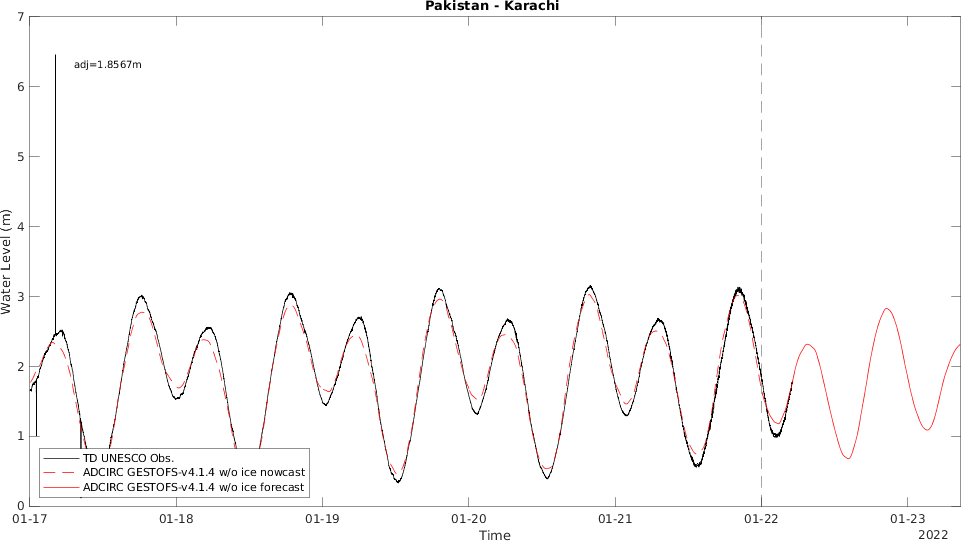 Pakistan - Karachi
7
adj=1.8567m
6
5
4
Water Level (m)
3
2
1
TD UNESCO Obs.
ADCIRC GESTOFS-v4.1.4 w/o ice nowcast
ADCIRC GESTOFS-v4.1.4 w/o ice forecast
0
01-17 01-18 01-19 01-20 01-21 01-22 01-23
Time
2022